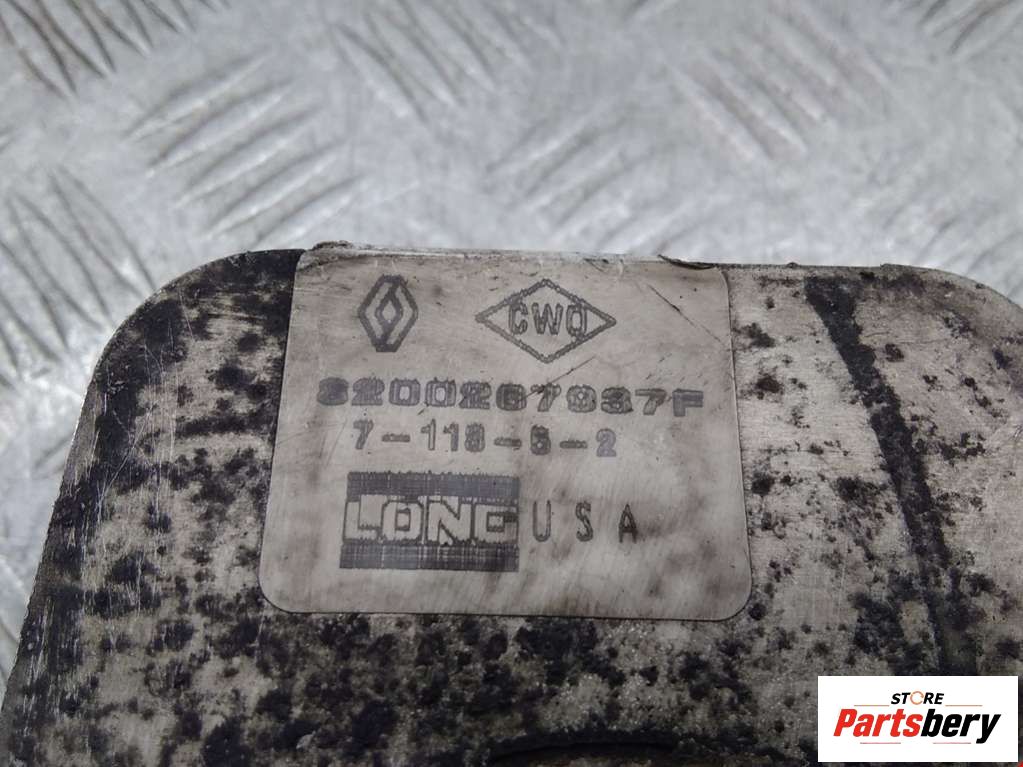 CWO
8200267937F
7-118-5-2
LONG USA
STORE
Partsbery